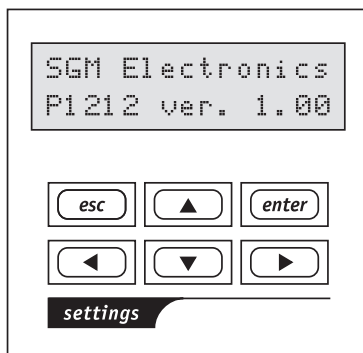 SGM Electronics
P1212 ver. 1.00
esc
enter
settings